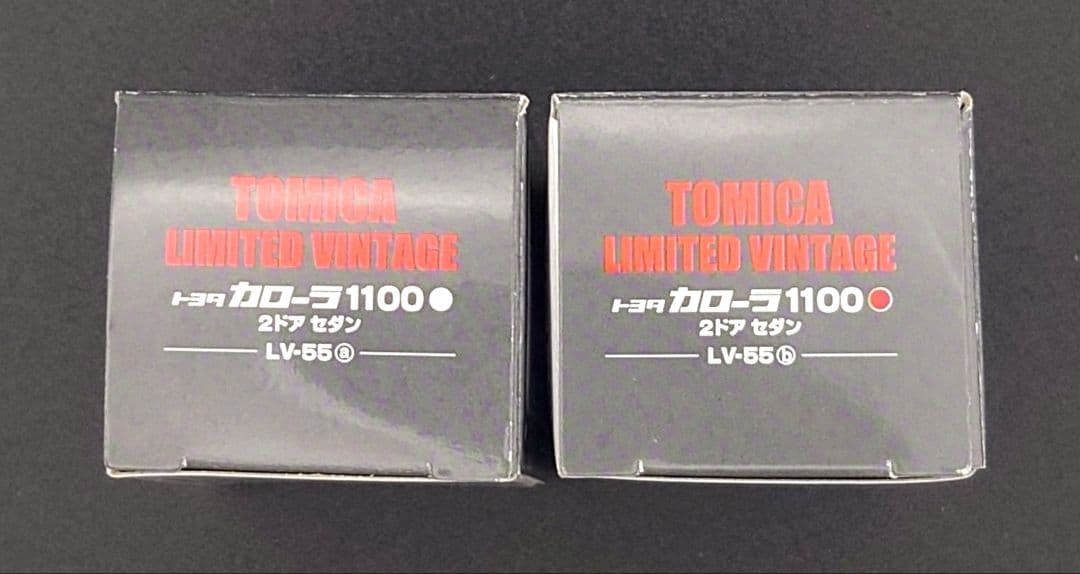 TOMICA
LIMITED VINTAGE
トヨタ カローラ1100
2ドア セダン
LV-55ⓐ
TOMICA
LIMITED VINTAGE
トヨタ カローラ1100
2ドア セダン
LV-55ⓑ